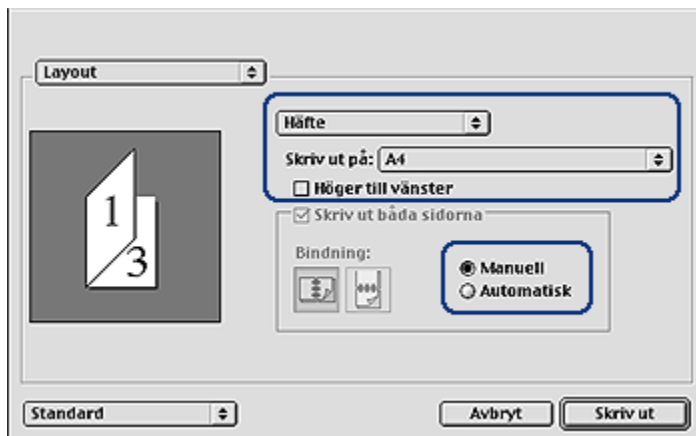 Layout
Häfte
Skriv ut på: A4
Höger till vänster
1
3
Skriv ut båda sidorna
Bindning:
Manuell
Automatisk
Standard
Avbryt
Skriv ut